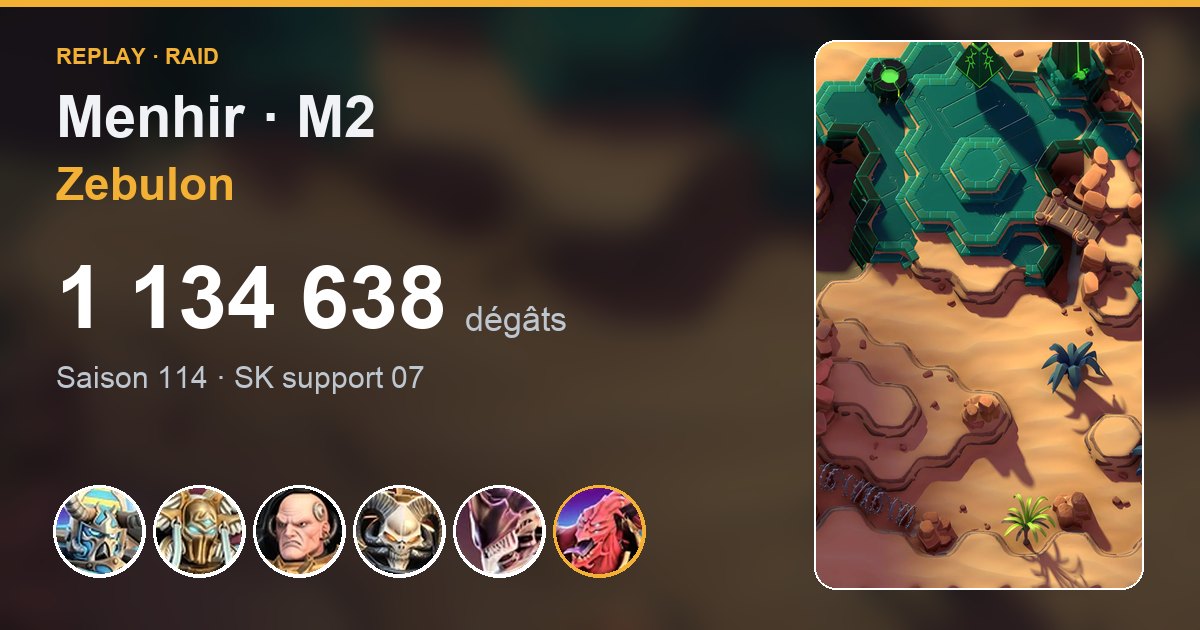 REPLAY · RAID
Menhir · M2
Zebulon
1 134 638 dégâts
Saison 114 · SK support 07